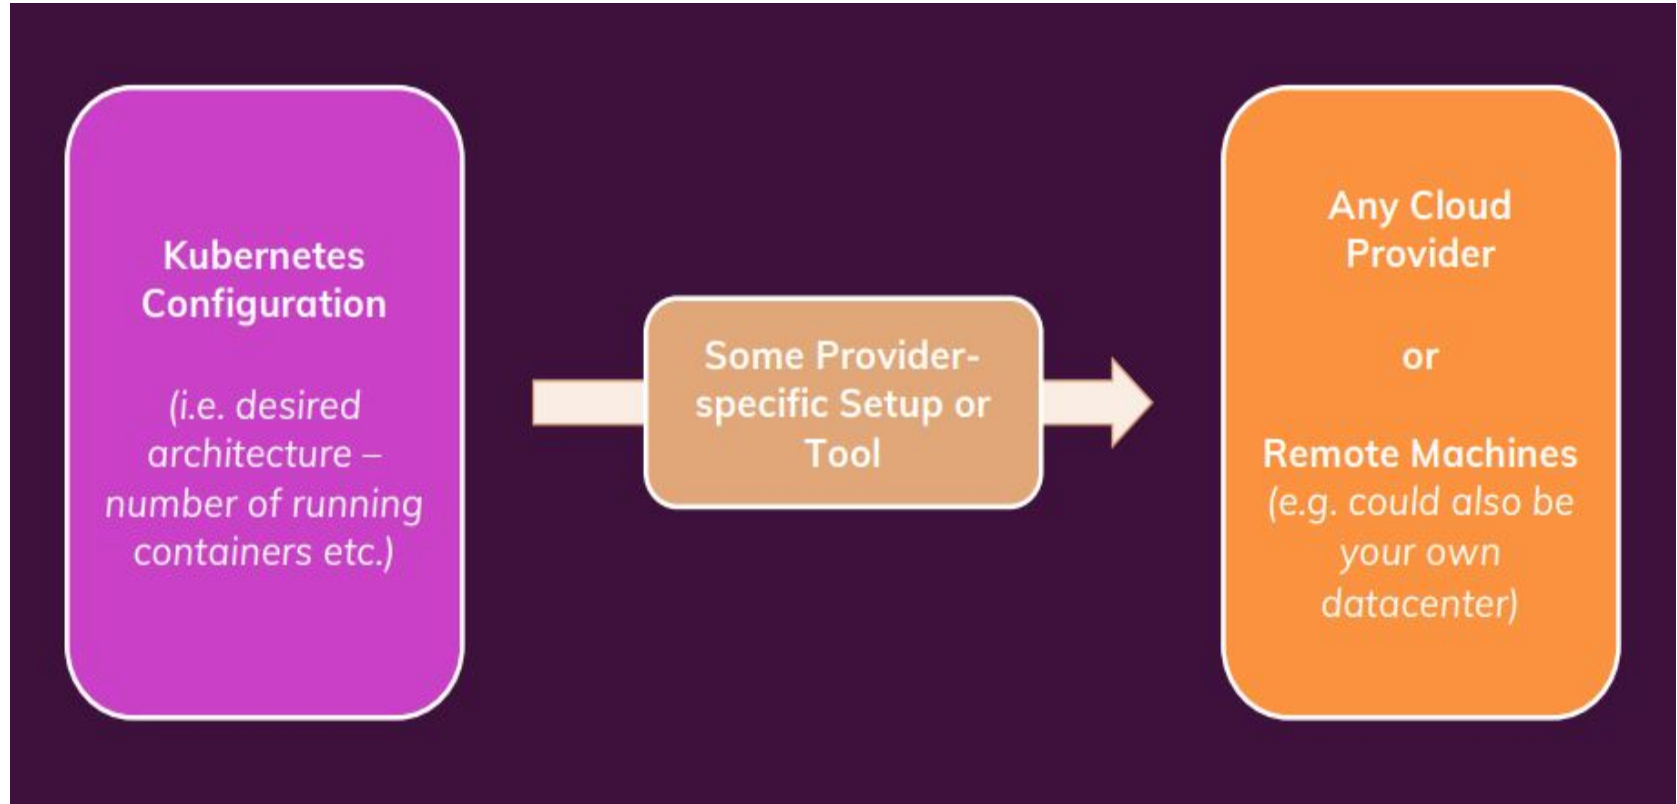 Kubernetes
Configuration
(i.e. desired
architecture –
number of running
containers etc.)
Some Provider-
specific Setup or
Tool
Any Cloud
Provider
or
Remote Machines
(e.g. could also be
your own
datacenter)